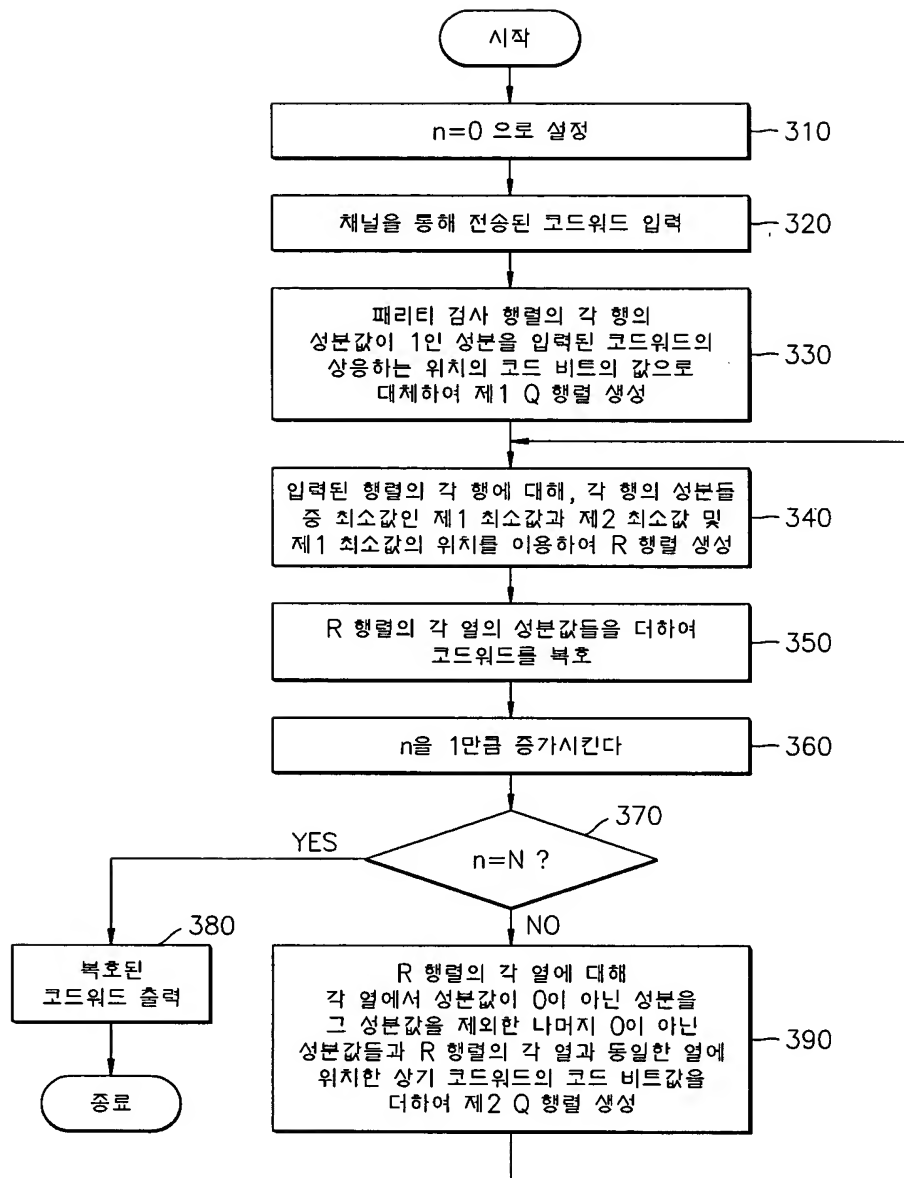 시작
n=0 으로 설정
310
채널을 통해 전송된 코드워드 입력
320
패리티 검사 행렬의 각 행의
성분값이 1인 성분을 입력된 코드워드의
상응하는 위치의 코드 비트의 값으로
대체하여 제1 Q 행렬 생성
330
입력된 행렬의 각 행에 대해, 각 행의 성분들
중 최소값인 제1 최소값과 제2 최소값 및
제1 최소값의 위치를 이용하여 R 행렬 생성
340
R 행렬의 각 열의 성분값들을 더하여
코드워드를 복호
350
n을 1만큼 증가시킨다
360
370
YES
n=N ?
NO
380
복호된
코드워드 출력
종료
R 행렬의 각 열에 대해
각 열에서 성분값이 0이 아닌 성분을
그 성분값을 제외한 나머지 0이 아닌
성분값들과 R 행렬의 각 열과 동일한 열에
위치한 상기 코드워드의 코드 비트값을
더하여 제2 Q 행렬 생성
390